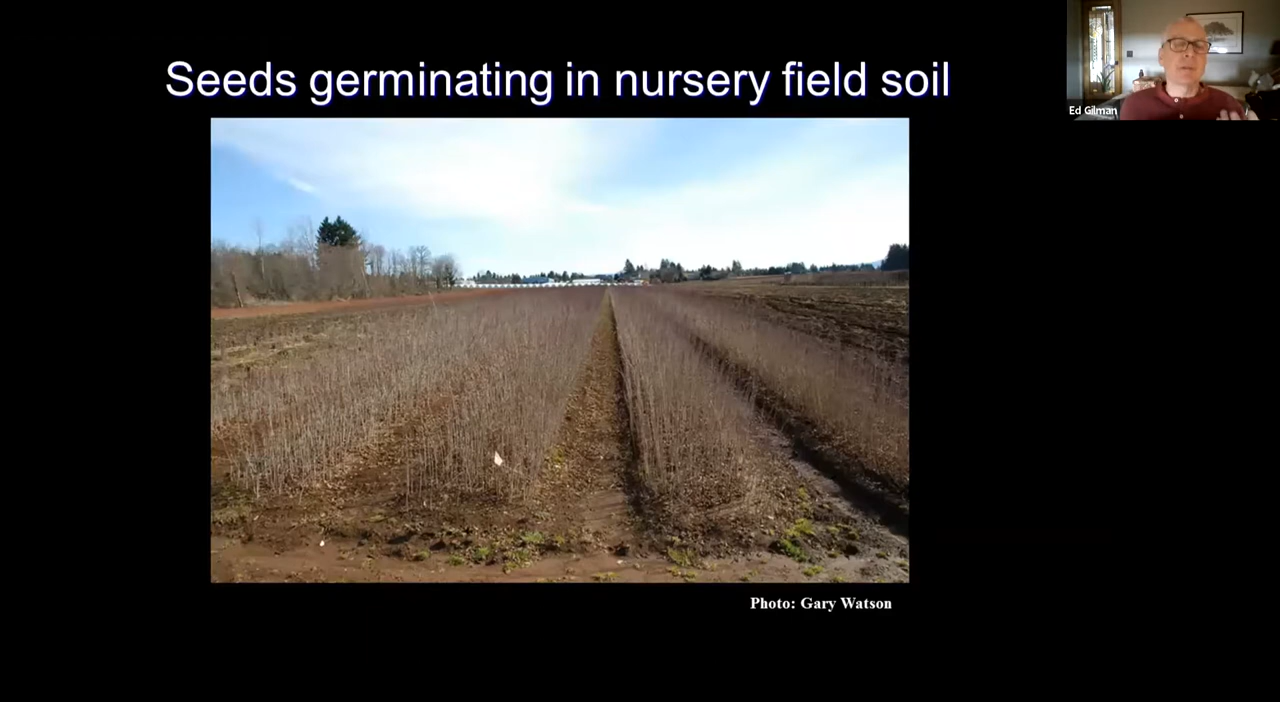 Seeds germinating in nursery field soil
Ed Gilman
Photo: Gary Watson